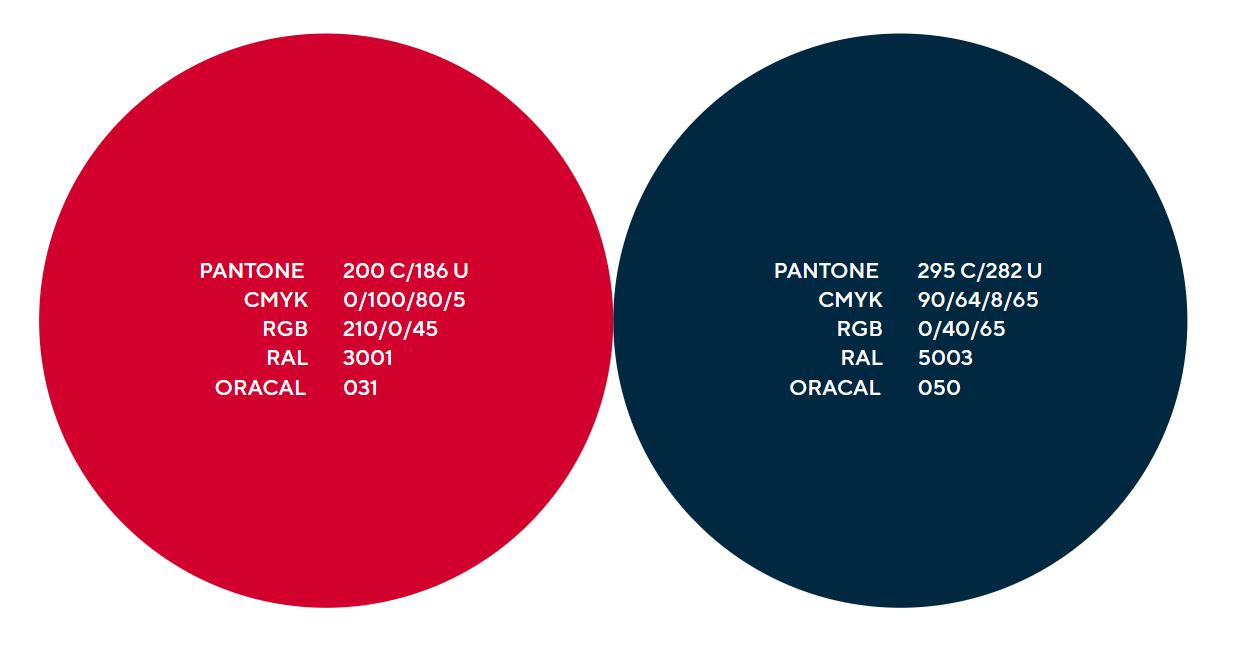 PANTONE 200 C/186 U
CMYK 0/100/80/5
RGB 210/0/45
RAL 3001
ORACAL 031
PANTONE 295 C/282 U
CMYK 90/64/8/65
RGB 0/40/65
RAL 5003
ORACAL 050